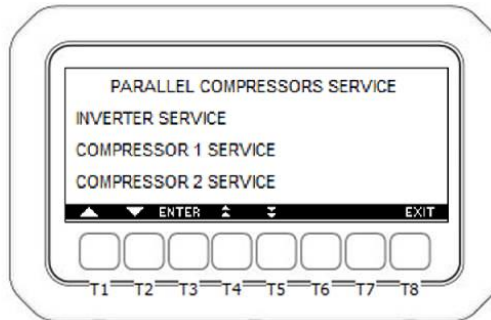 PARALLEL COMPRESSORS SERVICE
INVERTER SERVICE
COMPRESSOR 1 SERVICE
COMPRESSOR 2 SERVICE
ENTER EXIT
T1 T2 T3 T4 T5 T6 T7 T8